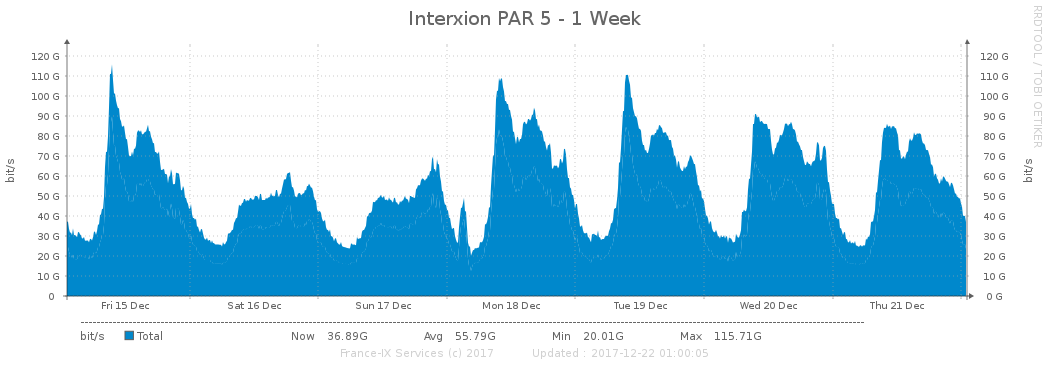 Interxion PAR 5 - 1 Week
RRDTOOL / TOBI OETIKER
bit/s
120 G 120 G
110 G 110 G
100 G 100 G
90 G 90 G
80 G 80 G
70 G 70 G
60 G 60 G
50 G 50 G
40 G 40 G
30 G 30 G
20 G 20 G
10 G 10 G
0 0 G
bit/s
Fri 15 Dec Sat 16 Dec Sun 17 Dec Mon 18 Dec Tue 19 Dec Wed 20 Dec Thu 21 Dec
bit/s Total Now 36.89G Avg 55.79G Min 20.01G Max 115.71G
France-IX Services (c) 2017 Updated : 2017-12-22 01:00:05